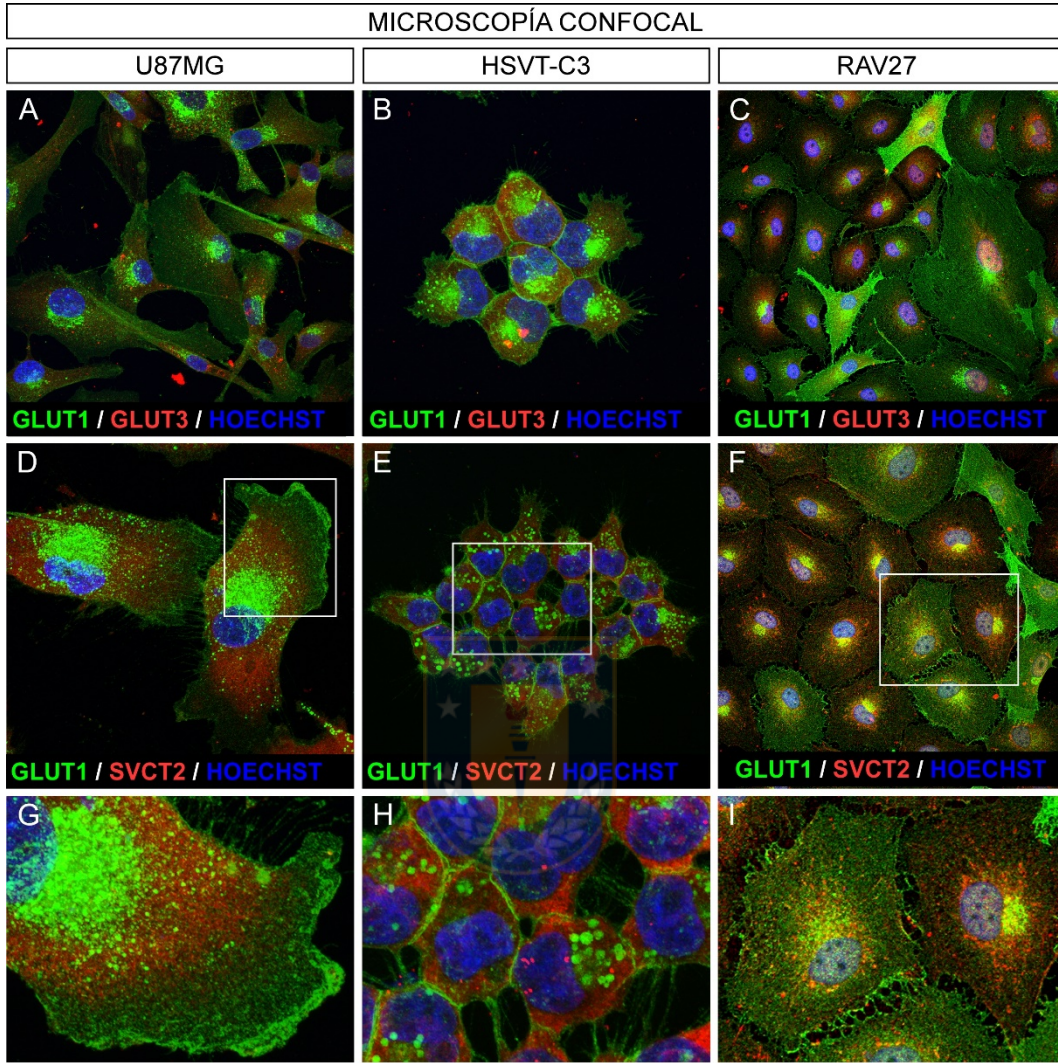 MICROSCOPÍA CONFOCAL
U87MG
HSVT-C3
RAV27
A
B
C
GLUT1 / GLUT3 / HOECHST
GLUT1 / GLUT3 / HOECHST
GLUT1 / GLUT3 / HOECHST
D
E
F
GLUT1 / SVCT2 / HOECHST
GLUT1 / SVCT2 / HOECHST
GLUT1 / SVCT2 / HOECHST
G
H
I